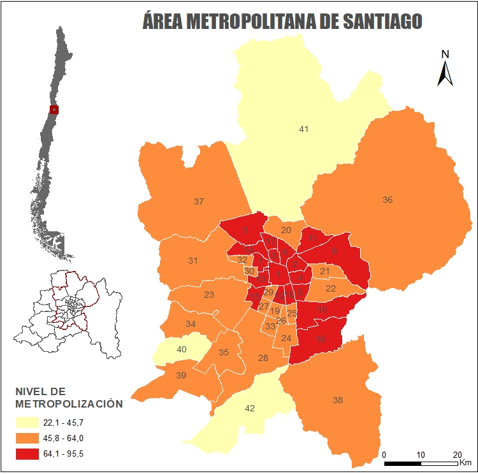 ÁREA METROPOLITANA DE SANTIAGO
N
41
36
37
20
31
32
30
21
22
23
29
27
19
25
26
33
34
24
40
35
28
39
38
42
NIVEL DE
METROPOLIZACIÓN
22,1 - 45,7
45,8 - 64,0
64,1 - 95,5
0 10 20
Km